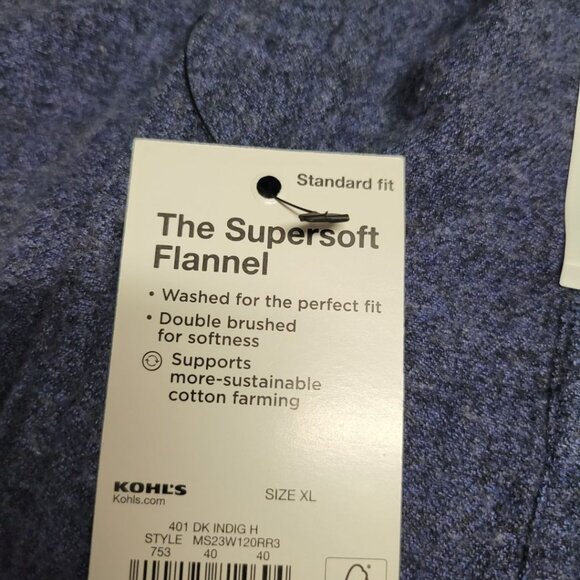 Standard fit
The Supersoft
Flannel
• Washed for the perfect fit
• Double brushed
for softness
Supports
more-sustainable
cotton farming
KOHL'S
Kohls.com
SIZE XL
401 DK INDIG H
STYLE MS23W120RR3
753 40 40